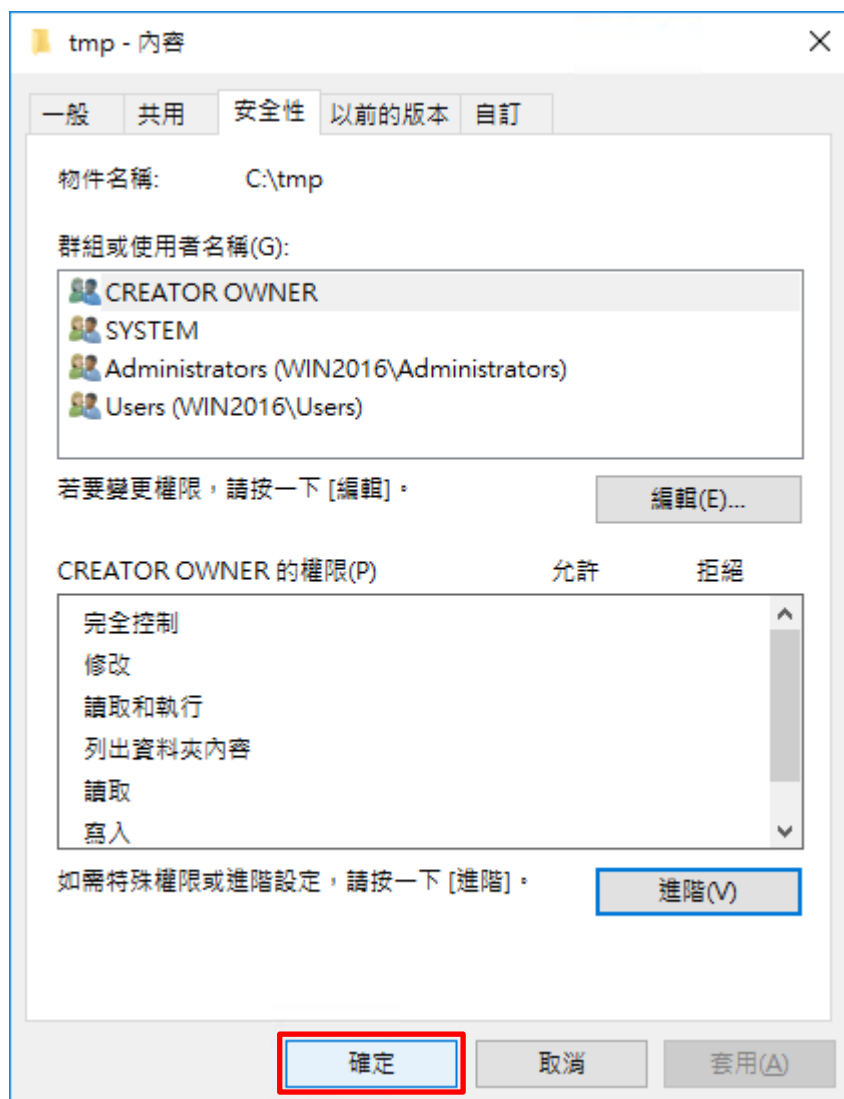 tmp - 內容
一般 共用 安全性 以前的版本 自訂
物件名稱: C:\tmp
群組或使用者名稱(G):
CREATOR OWNER
SYSTEM
Administrators (WIN2016\Administrators)
Users (WIN2016\Users)
若要變更權限，請按一下 [編輯]。
編輯(E)...
CREATOR OWNER 的權限(P) 允許 拒絕
完全控制
修改
讀取和執行
列出資料夾內容
讀取
寫入
如需特殊權限或進階設定，請按一下 [進階]。
進階(V)
確定 取消 套用(A)